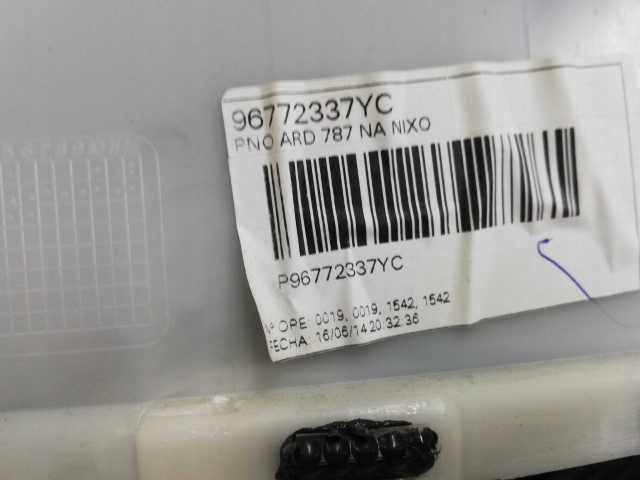 96772337YC
PNO ARD 787 NA NIXO
P96772337YC
Nº OPE: 0019, 0019, 1542, 1542
FECHA: 16/06/14 20:32:36